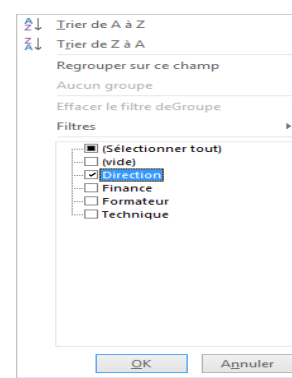 Trier de A à Z
Trier de Z à A
Regrouper sur ce champ
Aucun groupe
Effacer le filtre deGroupe
Filtres
(Sélectionner tout)
(vide)
Direction
Finance
Formateur
Technique
OK
Annuler